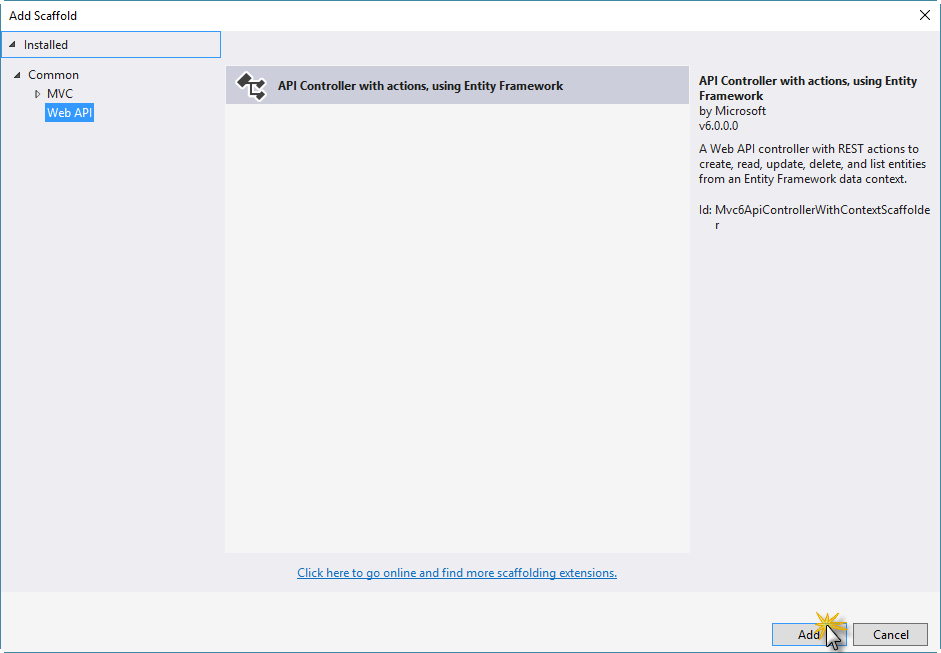 Add Scaffold
Installed
Common
MVC
Web API
API Controller with actions, using Entity Framework
API Controller with actions, using Entity
Framework
by Microsoft
v6.0.0.0
A Web API controller with REST actions to
create, read, update, delete, and list entities
from an Entity Framework data context.
Id: Mvc6ApiControllerWithContextScaffolde
r
Click here to go online and find more scaffolding extensions.
Add
Cancel